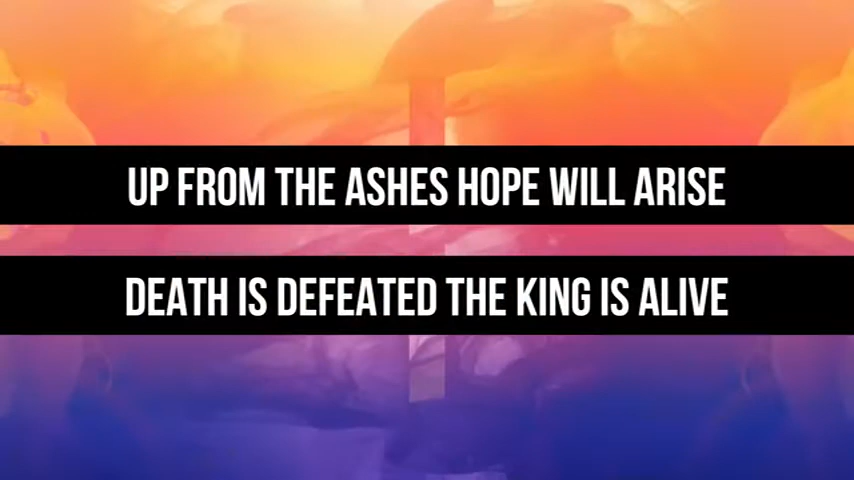 UP FROM THE ASHES HOPE WILL ARISE
DEATH IS DEFEATED THE KING IS ALIVE